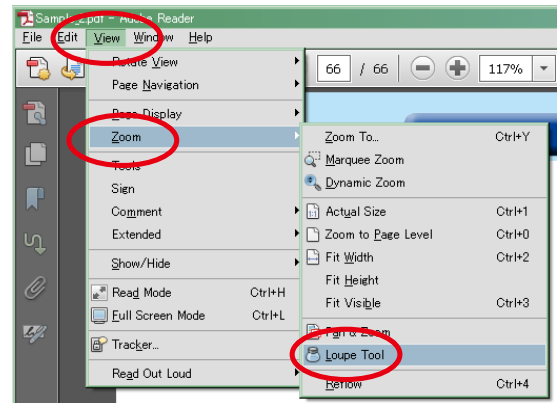 Sample_2.pdf - Adobe Reader
File Edit View Window Help
66 / 66 117%
Rotate View
Page Navigation
Page Display
Zoom
Tools
Sign
Comment
Extended
Show/Hide
Read Mode Ctrl+H
Full Screen Mode Ctrl+L
Tracker...
Read Out Loud
Zoom To... Ctrl+Y
Marquee Zoom
Dynamic Zoom
Actual Size Ctrl+1
Zoom to Page Level Ctrl+0
Fit Width Ctrl+2
Fit Height
Fit Visible Ctrl+3
Pan & Zoom
Loupe Tool
Reflow Ctrl+4